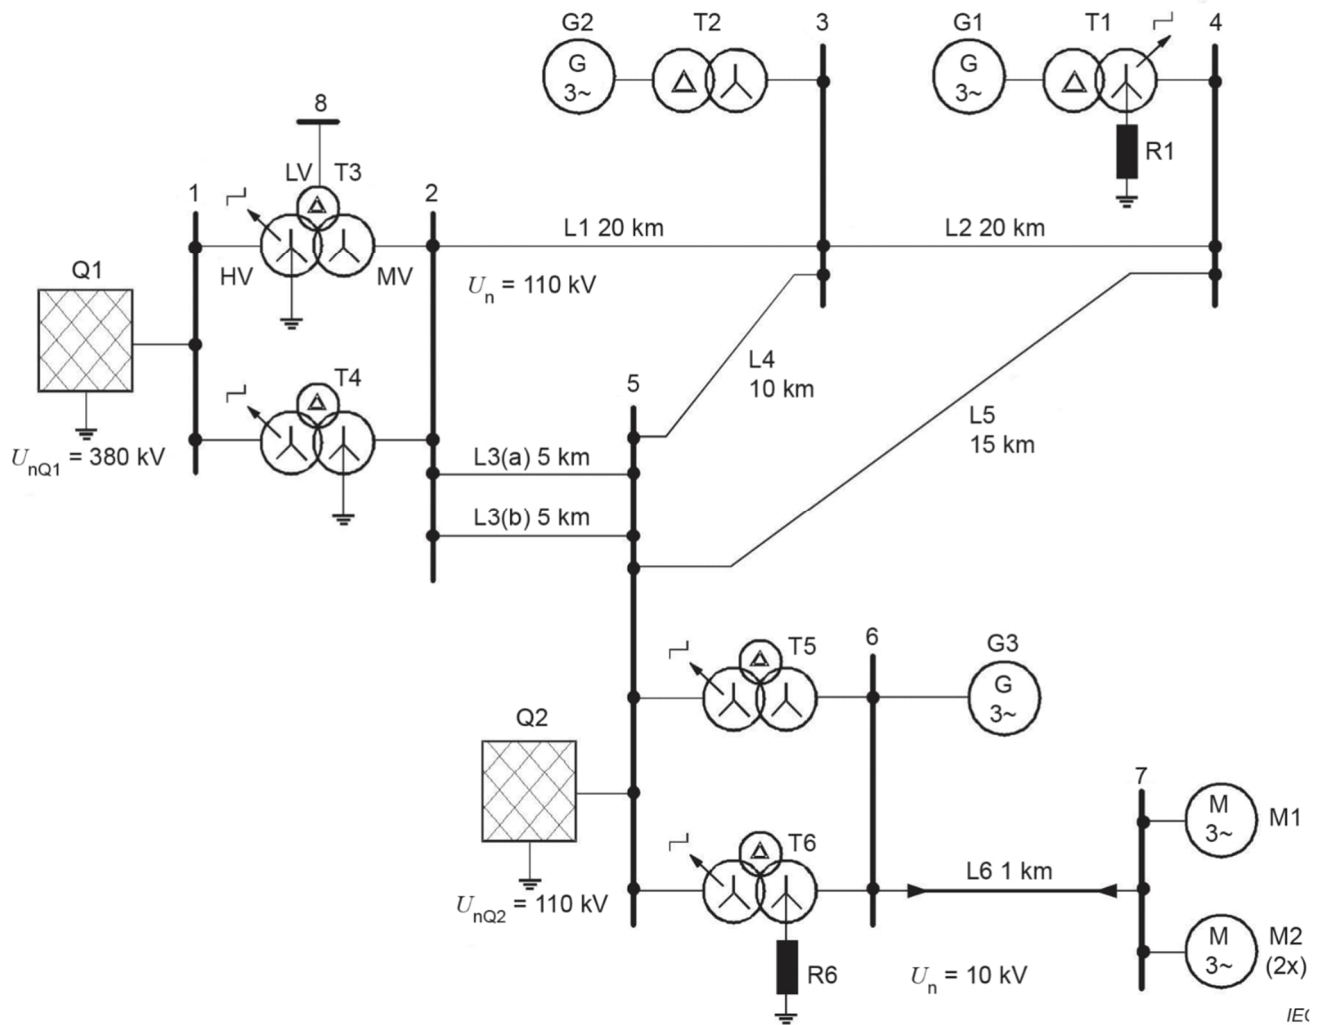 G2
T2
3
G1
T1
4
G
3~
G
3~
R1
8
LV
T3
1
2
HV
MV
L1 20 km
L2 20 km
Q1
Un = 110 kV
UnQ1 = 380 kV
T4
5
L4
10 km
L5
15 km
L3(a) 5 km
L3(b) 5 km
T5
6
G3
G
3~
Q2
7
T6
M
3~
M1
L6 1 km
UnQ2 = 110 kV
M
3~
M2
(2x)
R6
Un = 10 kV